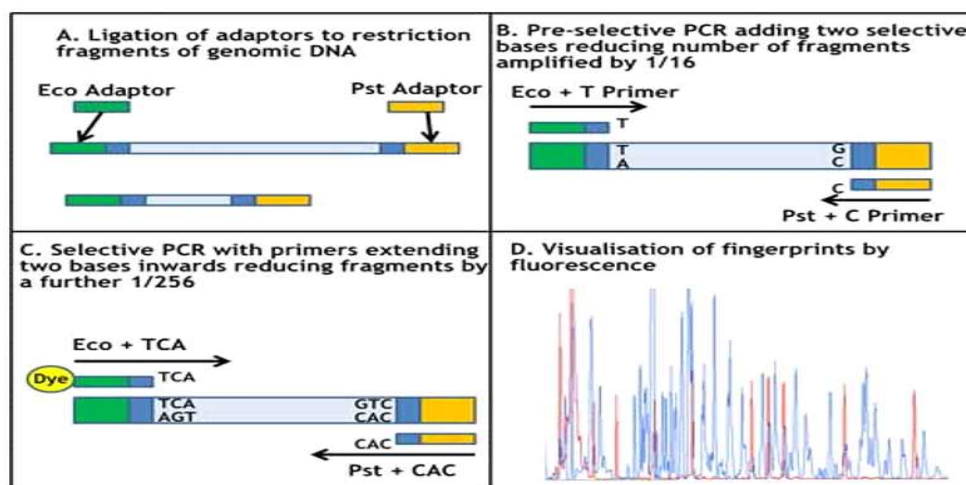 A. Ligation of adaptors to restriction
fragments of genomic DNA
Eco Adaptor
Pst Adaptor
B. Pre-selective PCR adding two selective
bases reducing number of fragments
amplified by 1/16
Eco + T Primer
T
T
A
G
C
C
Pst + C Primer
C. Selective PCR with primers extending
two bases inwards reducing fragments by
a further 1/256
Eco + TCA
Dye
TCA
TCA
AGT
GTC
CAC
CAC
Pst + CAC
D. Visualisation of fingerprints by
fluorescence